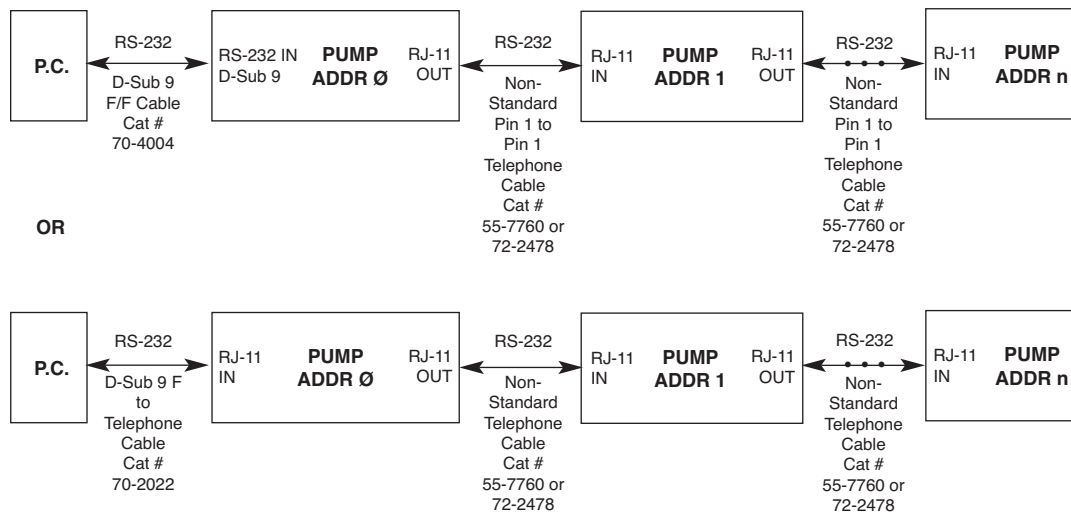 P.C.
RS-232
D-Sub 9
F/F Cable
Cat #
70-4004
RS-232 IN
D-Sub 9
PUMP
ADDR Ø
RJ-11
OUT
RS-232
Non-
Standard
Pin 1 to
Pin 1
Telephone
Cable
Cat #
55-7760 or
72-2478
RJ-11
IN
PUMP
ADDR 1
RJ-11
OUT
RS-232
Non-
Standard
Pin 1 to
Pin 1
Telephone
Cable
Cat #
55-7760 or
72-2478
RJ-11
IN
PUMP
ADDR n
OR
P.C.
RS-232
D-Sub 9 F
to
Telephone
Cable
Cat #
70-2022
RJ-11
IN
PUMP
ADDR Ø
RJ-11
OUT
RS-232
Non-
Standard
Telephone
Cable
Cat #
55-7760 or
72-2478
RJ-11
IN
PUMP
ADDR 1
RJ-11
OUT
RS-232
Non-
Standard
Telephone
Cable
Cat #
55-7760 or
72-2478
RJ-11
IN
PUMP
ADDR n